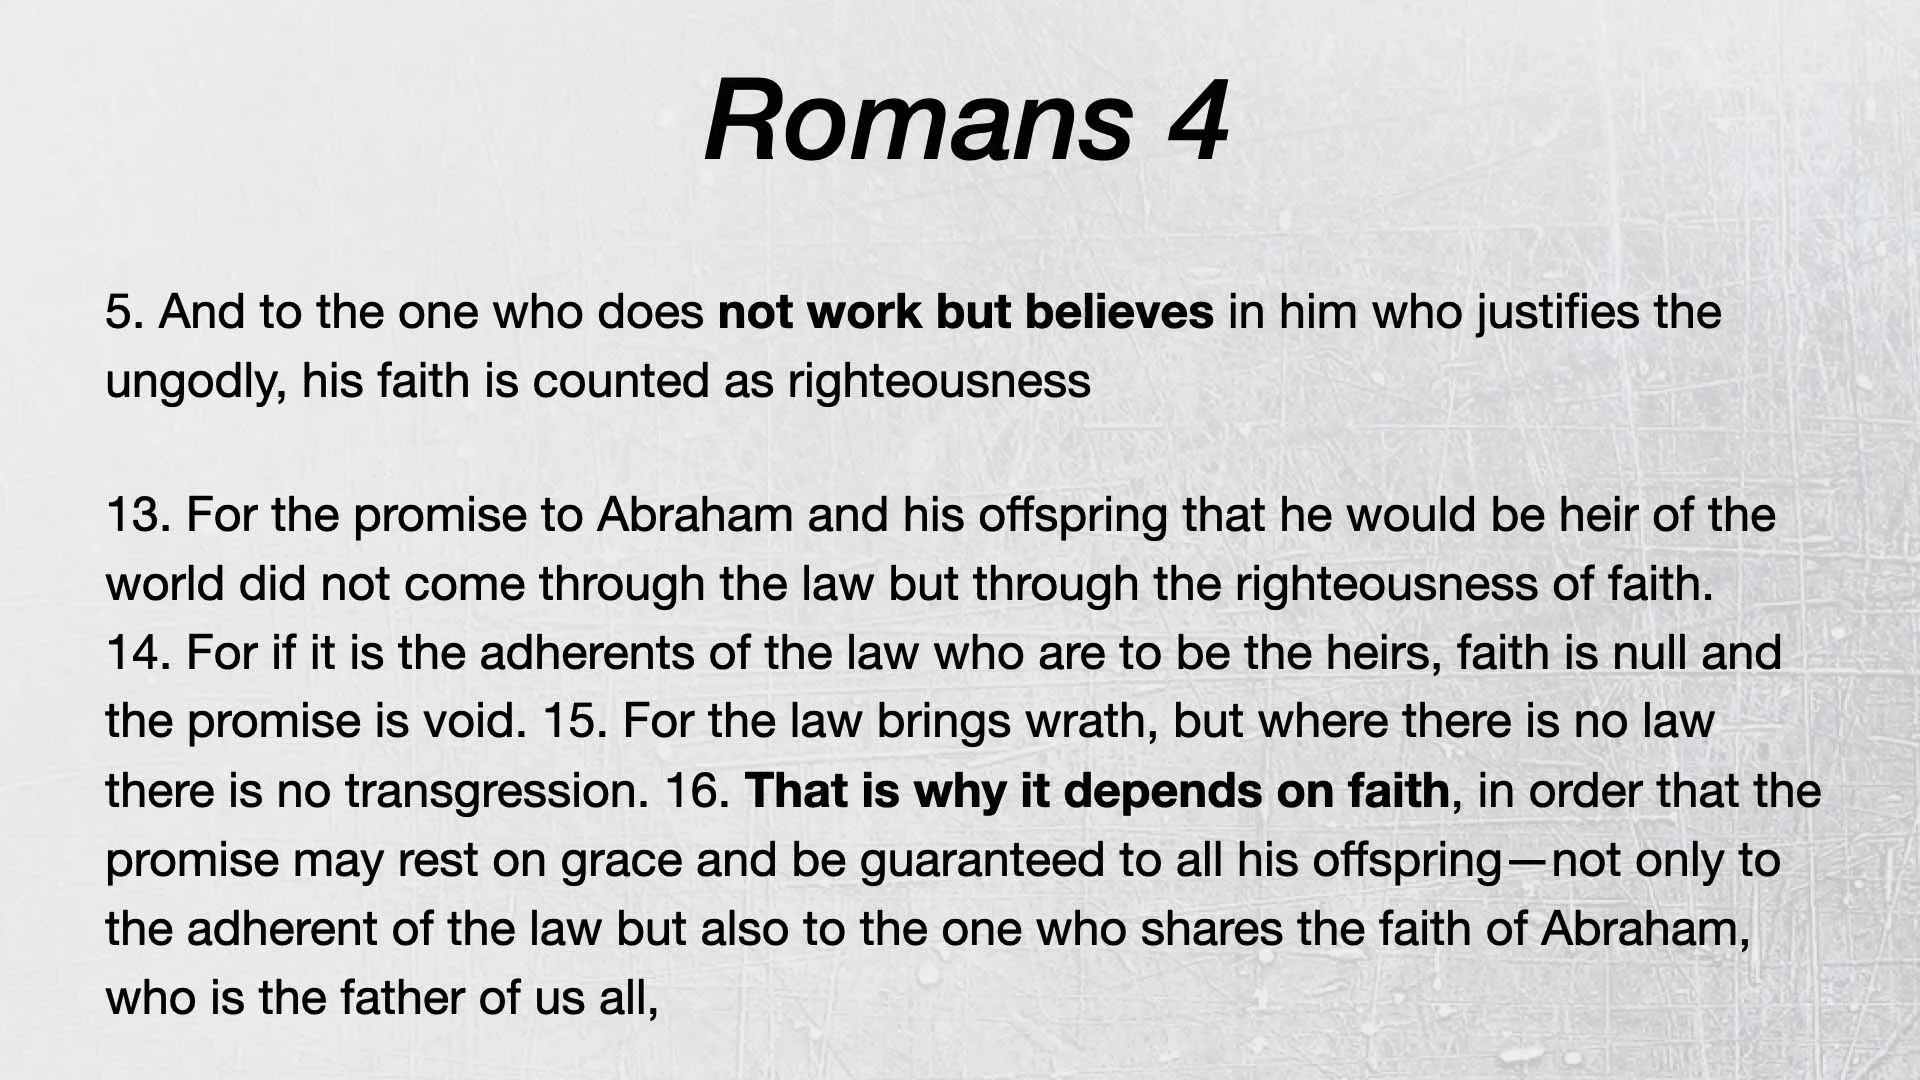 Romans 4
5. And to the one who does not work but believes in him who justifies the
ungodly, his faith is counted as righteousness
13. For the promise to Abraham and his offspring that he would be heir of the
world did not come through the law but through the righteousness of faith.
14. For if it is the adherents of the law who are to be the heirs, faith is null and
the promise is void. 15. For the law brings wrath, but where there is no law
there is no transgression. 16. That is why it depends on faith, in order that the
promise may rest on grace and be guaranteed to all his offspring—not only to
the adherent of the law but also to the one who shares the faith of Abraham,
who is the father of us all,